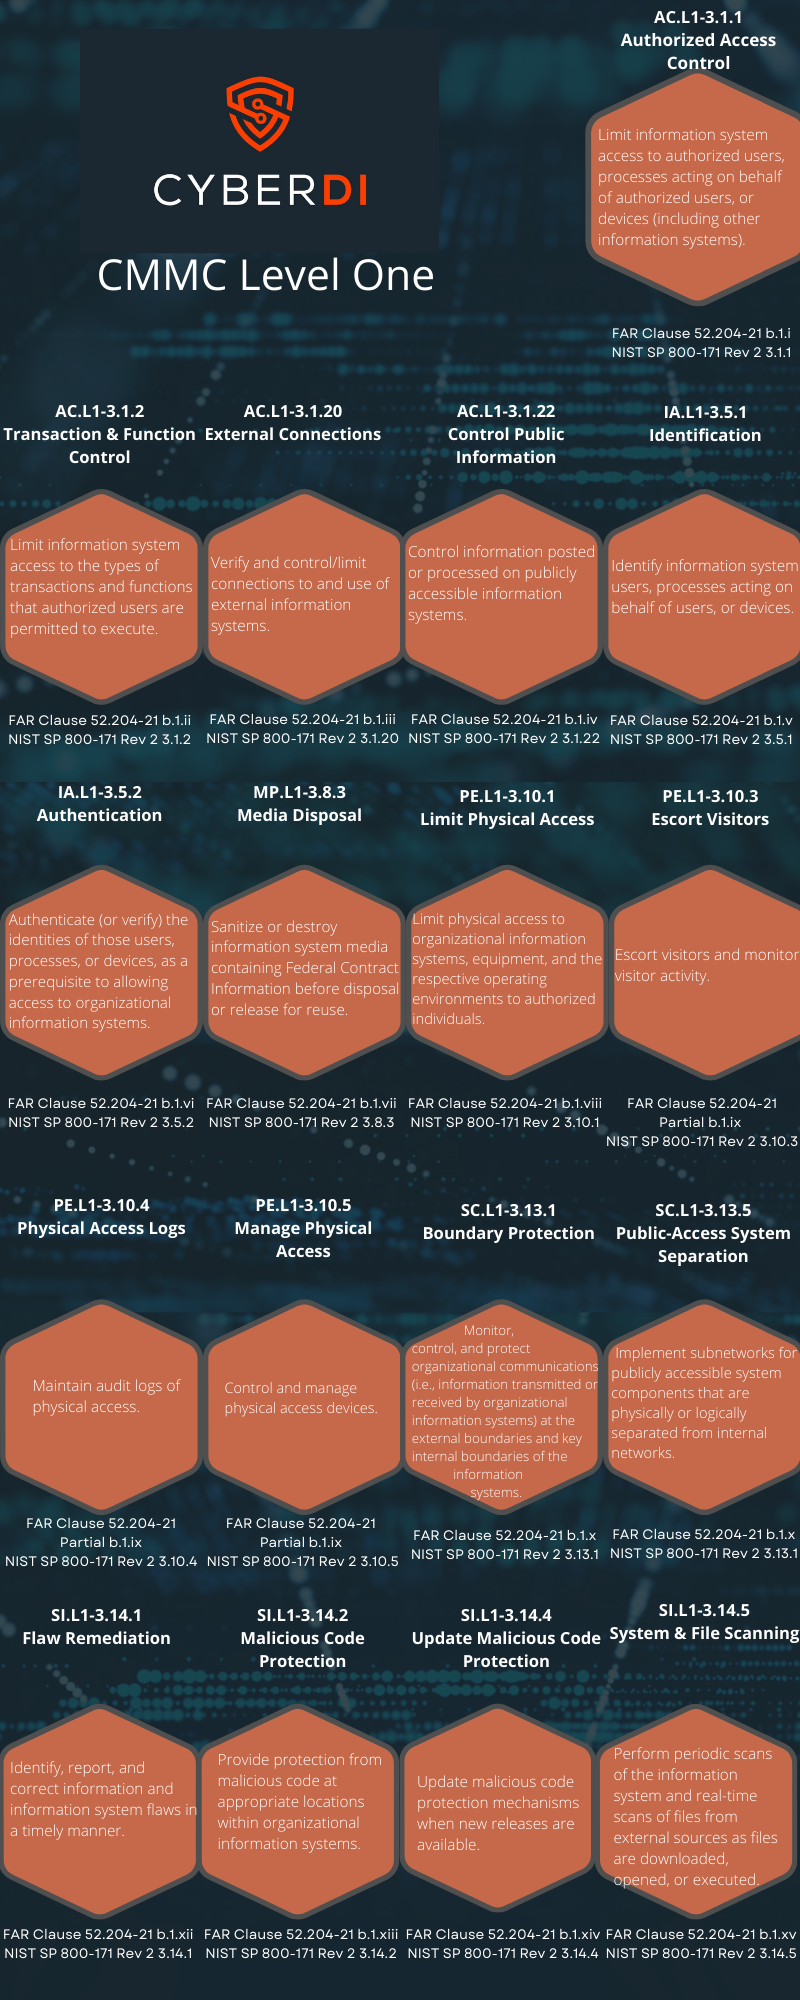 CYBERDI
CMMC Level One
AC.L1-3.1.1
Authorized Access
Control
Limit information system
access to authorized users,
processes acting on behalf
of authorized users, or
devices (including other
information systems).
FAR Clause 52.204-21 b.1.i
NIST SP 800-171 Rev 2 3.1.1
AC.L1-3.1.2
Transaction & Function
Control
Limit information system
access to the types of
transactions and functions
that authorized users are
permitted to execute.
FAR Clause 52.204-21 b.1.ii
NIST SP 800-171 Rev 2 3.1.2
AC.L1-3.1.20
External Connections
Verify and control/limit
connections to and use of
external information
systems.
FAR Clause 52.204-21 b.1.iii
NIST SP 800-171 Rev 2 3.1.20
AC.L1-3.1.22
Control Public
Information
Control information posted
or processed on publicly
accessible information
systems.
FAR Clause 52.204-21 b.1.iv
NIST SP 800-171 Rev 2 3.1.22
IA.L1-3.5.1
Identification
Identify information system
users, processes acting on
behalf of users, or devices.
FAR Clause 52.204-21 b.1.v
NIST SP 800-171 Rev 2 3.5.1
IA.L1-3.5.2
Authentication
Authenticate (or verify) the
identities of those users,
processes, or devices, as a
prerequisite to allowing
access to organizational
information systems.
FAR Clause 52.204-21 b.1.vi
NIST SP 800-171 Rev 2 3.5.2
MP.L1-3.8.3
Media Disposal
Sanitize or destroy
information system media
containing Federal Contract
Information before disposal
or release for reuse.
FAR Clause 52.204-21 b.1.vii
NIST SP 800-171 Rev 2 3.8.3
PE.L1-3.10.1
Limit Physical Access
Limit physical access to
organizational information
systems, equipment, and the
respective operating
environments to authorized
individuals.
FAR Clause 52.204-21 b.1.viii
NIST SP 800-171 Rev 2 3.10.1
PE.L1-3.10.3
Escort Visitors
Escort visitors and monitor
visitor activity.
FAR Clause 52.204-21
Partial b.1.ix
NIST SP 800-171 Rev 2 3.10.3
PE.L1-3.10.4
Physical Access Logs
Maintain audit logs of
physical access.
FAR Clause 52.204-21
Partial b.1.ix
NIST SP 800-171 Rev 2 3.10.4
PE.L1-3.10.5
Manage Physical
Access
Control and manage
physical access devices.
FAR Clause 52.204-21
Partial b.1.ix
NIST SP 800-171 Rev 2 3.10.5
SC.L1-3.13.1
Boundary Protection
Monitor,
control, and protect
organizational communications
(i.e., information transmitted or
received by organizational
information systems) at the
external boundaries and key
internal boundaries of the
information
systems.
FAR Clause 52.204-21 b.1.x
NIST SP 800-171 Rev 2 3.13.1
SC.L1-3.13.5
Public-Access System
Separation
Implement subnetworks for
publicly accessible system
components that are
physically or logically
separated from internal
networks.
FAR Clause 52.204-21 b.1.x
NIST SP 800-171 Rev 2 3.13.1
SI.L1-3.14.1
Flaw Remediation
Identify, report, and
correct information and
information system flaws in
a timely manner.
FAR Clause 52.204-21 b.1.xii
NIST SP 800-171 Rev 2 3.14.1
SI.L1-3.14.2
Malicious Code
Protection
Provide protection from
malicious code at
appropriate locations
within organizational
information systems.
FAR Clause 52.204-21 b.1.xiii
NIST SP 800-171 Rev 2 3.14.2
SI.L1-3.14.4
Update Malicious Code
Protection
Update malicious code
protection mechanisms
when new releases are
available.
FAR Clause 52.204-21 b.1.xiv
NIST SP 800-171 Rev 2 3.14.4
SI.L1-3.14.5
System & File Scanning
Perform periodic scans
of the information
system and real-time
scans of files from
external sources as files
are downloaded,
opened, or executed.
FAR Clause 52.204-21 b.1.xv
NIST SP 800-171 Rev 2 3.14.5